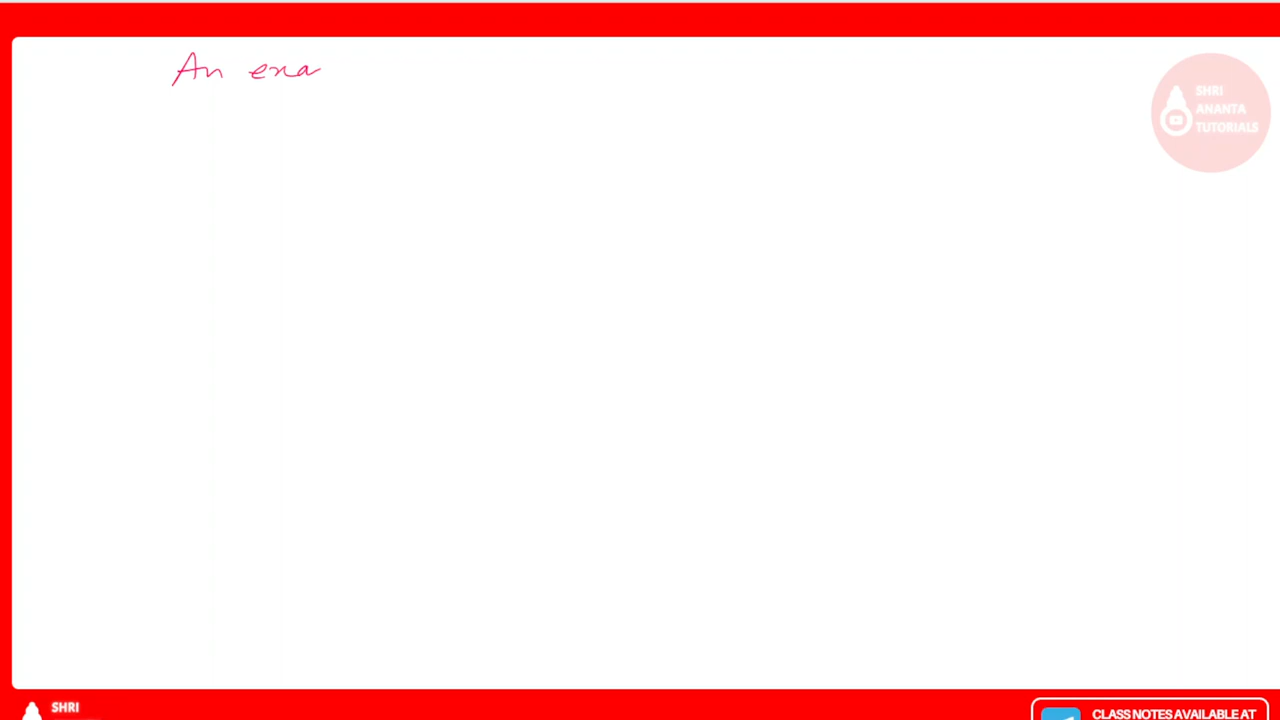 An exa
SHRI
ANANTA
TUTORIALS
SHRI
CLASS NOTES AVAILABLE AT